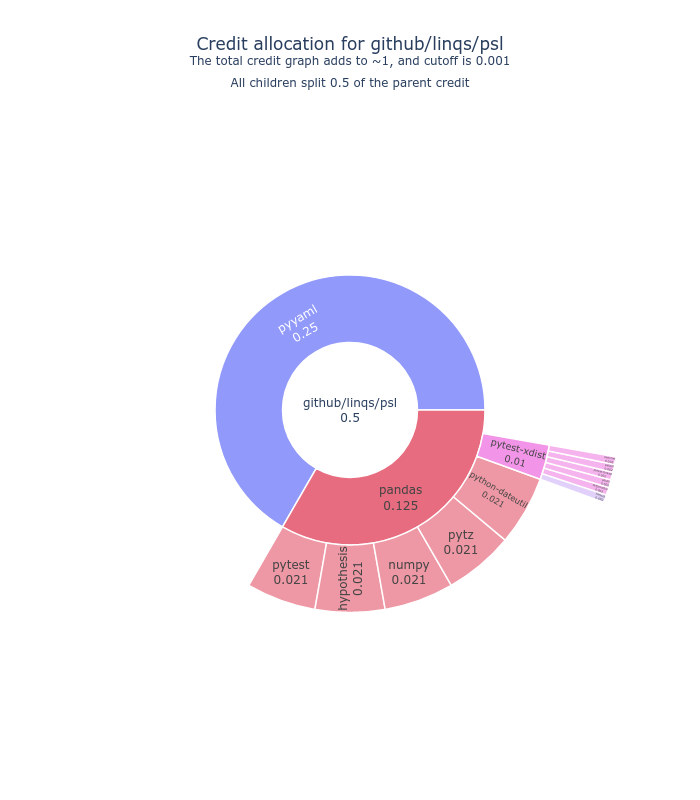 Credit allocation for github/linqs/psl
The total credit graph adds to ~1, and cutoff is 0.001
All children split 0.5 of the parent credit
pyyaml
0.25
github/linqs/psl
0.5
pandas
0.125
pytest-xdist
0.01
python-dateutil
0.021
pytz
0.021
numpy
0.021
hypothesis
0.021
pytest
0.021